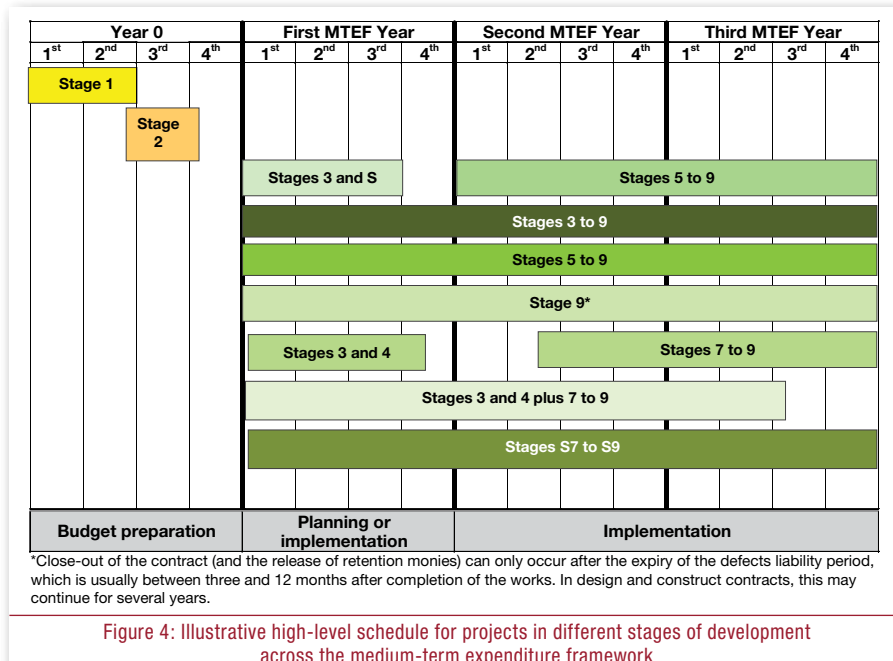 Year 0 First MTEF Year Second MTEF Year Third MTEF Year
1st 2nd 3rd 4th 1st 2nd 3rd 4th 1st 2nd 3rd 4th 1st 2nd 3rd 4th
Stage 1
Stage
2
Stages 3 and S Stages 5 to 9
Stages 3 to 9
Stages 5 to 9
Stage 9*
Stages 3 and 4 Stages 7 to 9
Stages 3 and 4 plus 7 to 9
Stages S7 to S9
Budget preparation Planning or
implementation Implementation
*Close-out of the contract (and the release of retention monies) can only occur after the expiry of the defects liability period,
which is usually between three and 12 months after completion of the works. In design and construct contracts, this may
continue for several years.
Figure 4: Illustrative high-level schedule for projects in different stages of development
across the medium-term expenditure framework